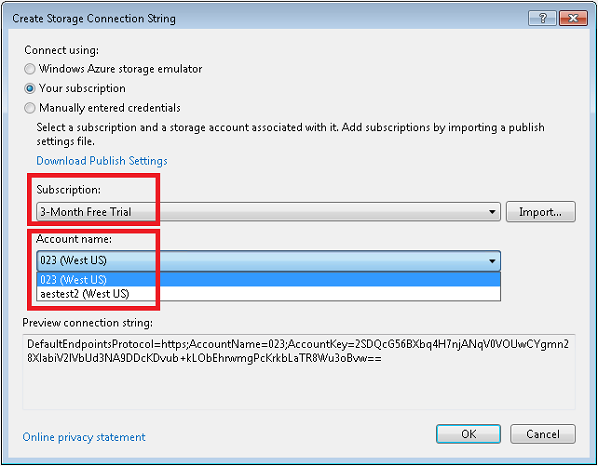 Create Storage Connection String
Connect using:
Windows Azure storage emulator
Your subscription
Manually entered credentials
Select a subscription and a storage account associated with it. Add subscriptions by importing a publish
settings file.
Download Publish Settings
Subscription:
3-Month Free Trial
Import...
Account name:
023 (West US)
023 (West US)
aestest2 (West US)
Preview connection string:
DefaultEndpointsProtocol=https;AccountName=023;AccountKey=2SDQcG56BXbq4H7njANqV0VOUwCYgmn2
8XlabiV2IVbUd3NA9DDcKDvub+kLObEhrwmgPcKrkbLaTR8Wu3oBvw==
Online privacy statement
OK
Cancel